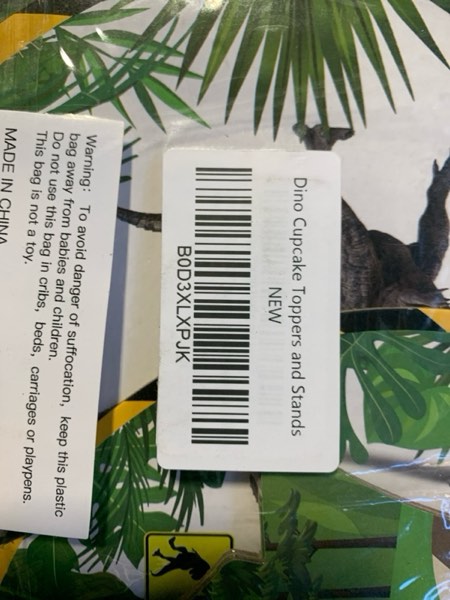 Dino Cupcake Toppers and Stands
NEW
B0D3XLXPJK
Warning: To avoid danger of suffocation, keep this plastic
bag away from babies and children.
Do not use this bag in cribs, beds, carriages or playpens.
This bag is not a toy.
MADE IN CHINA